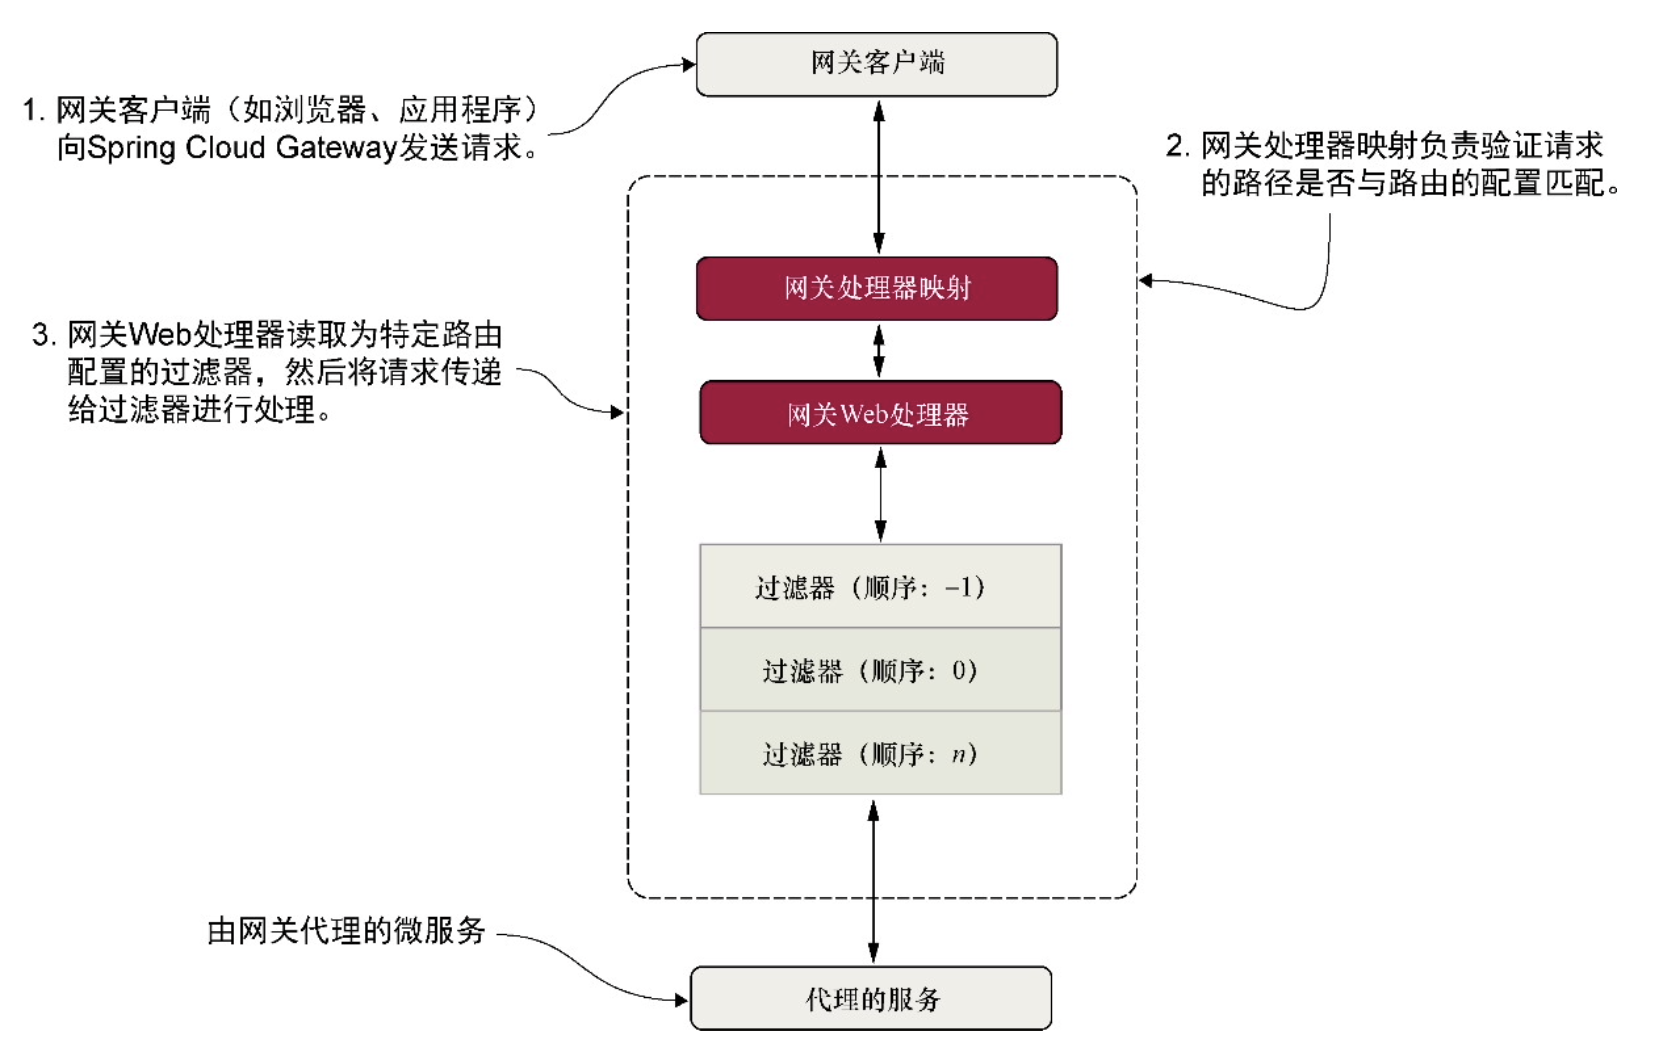 网关客户端
1. 网关客户端（如浏览器、应用程序）
向Spring Cloud Gateway发送请求。
2. 网关处理器映射负责验证请求
的路径是否与路由的配置匹配。
网关处理器映射
3. 网关Web处理器读取为特定路由
配置的过滤器，然后将请求传递
给过滤器进行处理。
网关Web处理器
过滤器（顺序：-1）
过滤器（顺序：0）
过滤器（顺序：n）
由网关代理的微服务
代理的服务